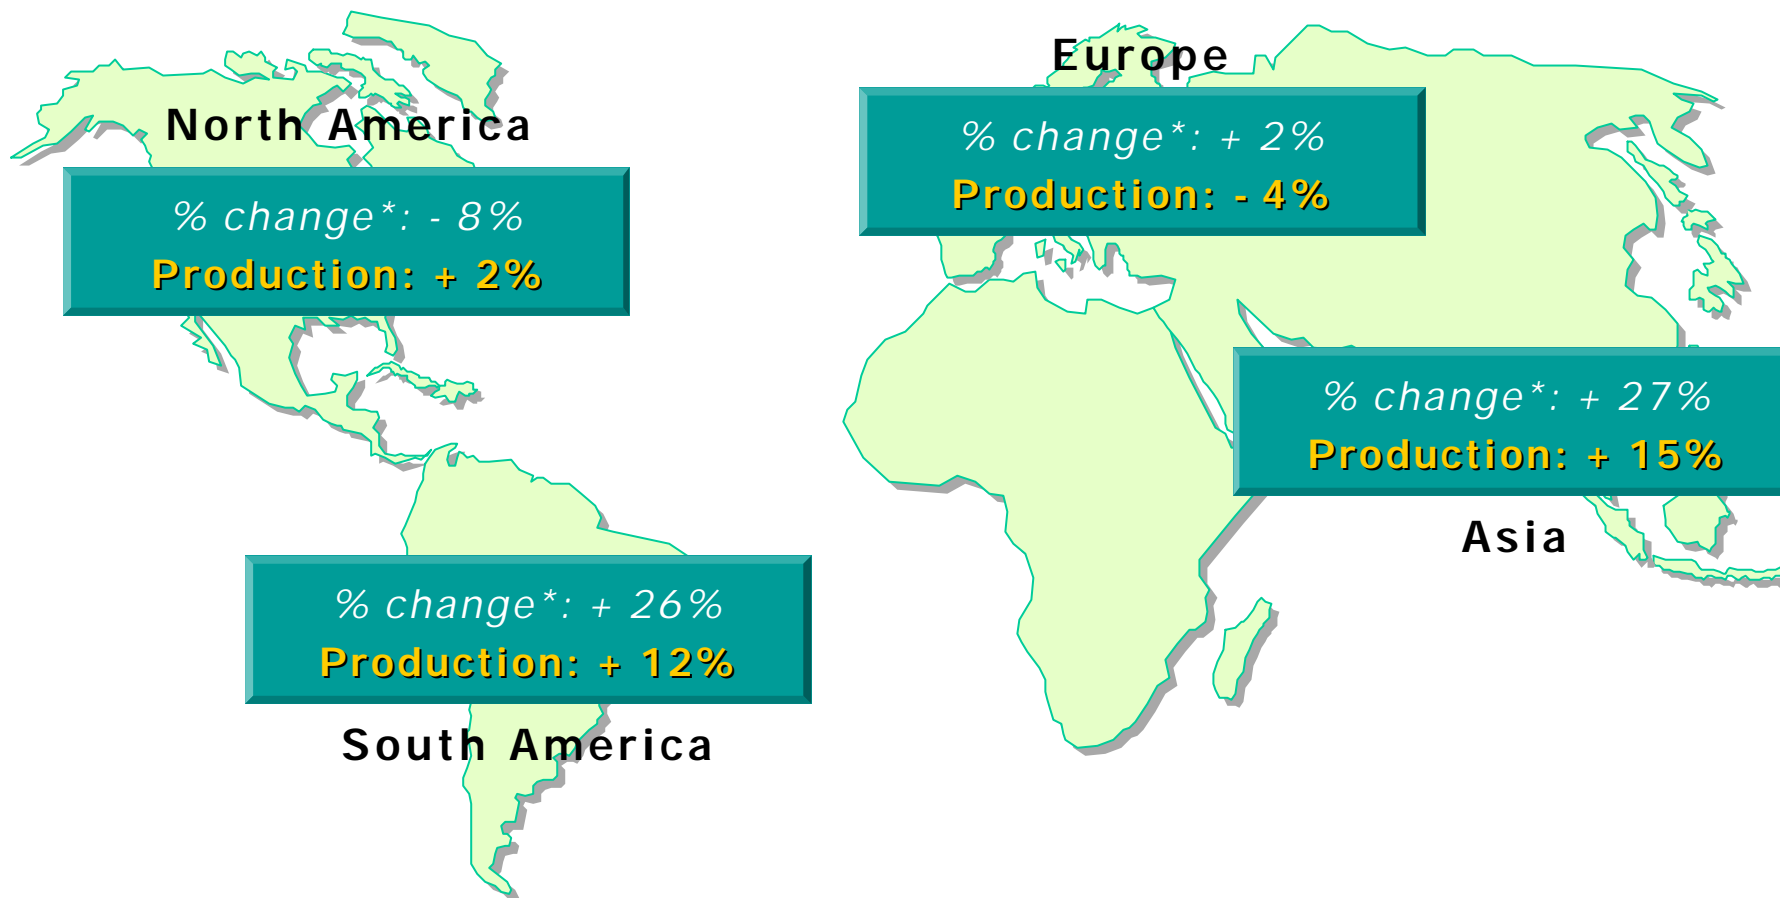 North America
% change*: - 8%
Production: + 2%
Europe
% change*: + 2%
Production: - 4%
% change*: + 27%
Production: + 15%
Asia
% change*: + 26%
Production: + 12%
South America